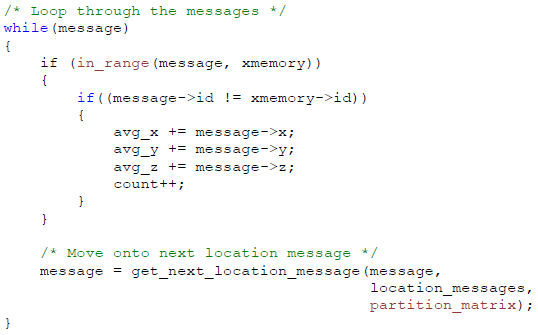 /* Loop through the messages */
while(message)
{
    if (in_range(message, xmemory))
    {
        if((message->id != xmemory->id))
        {
            avg_x += message->x;
            avg_y += message->y;
            avg_z += message->z;
            count++;
        }
    }

    /* Move onto next location message */
    message = get_next_location_message(message,
                                        location_messages,
                                        partition_matrix);
}